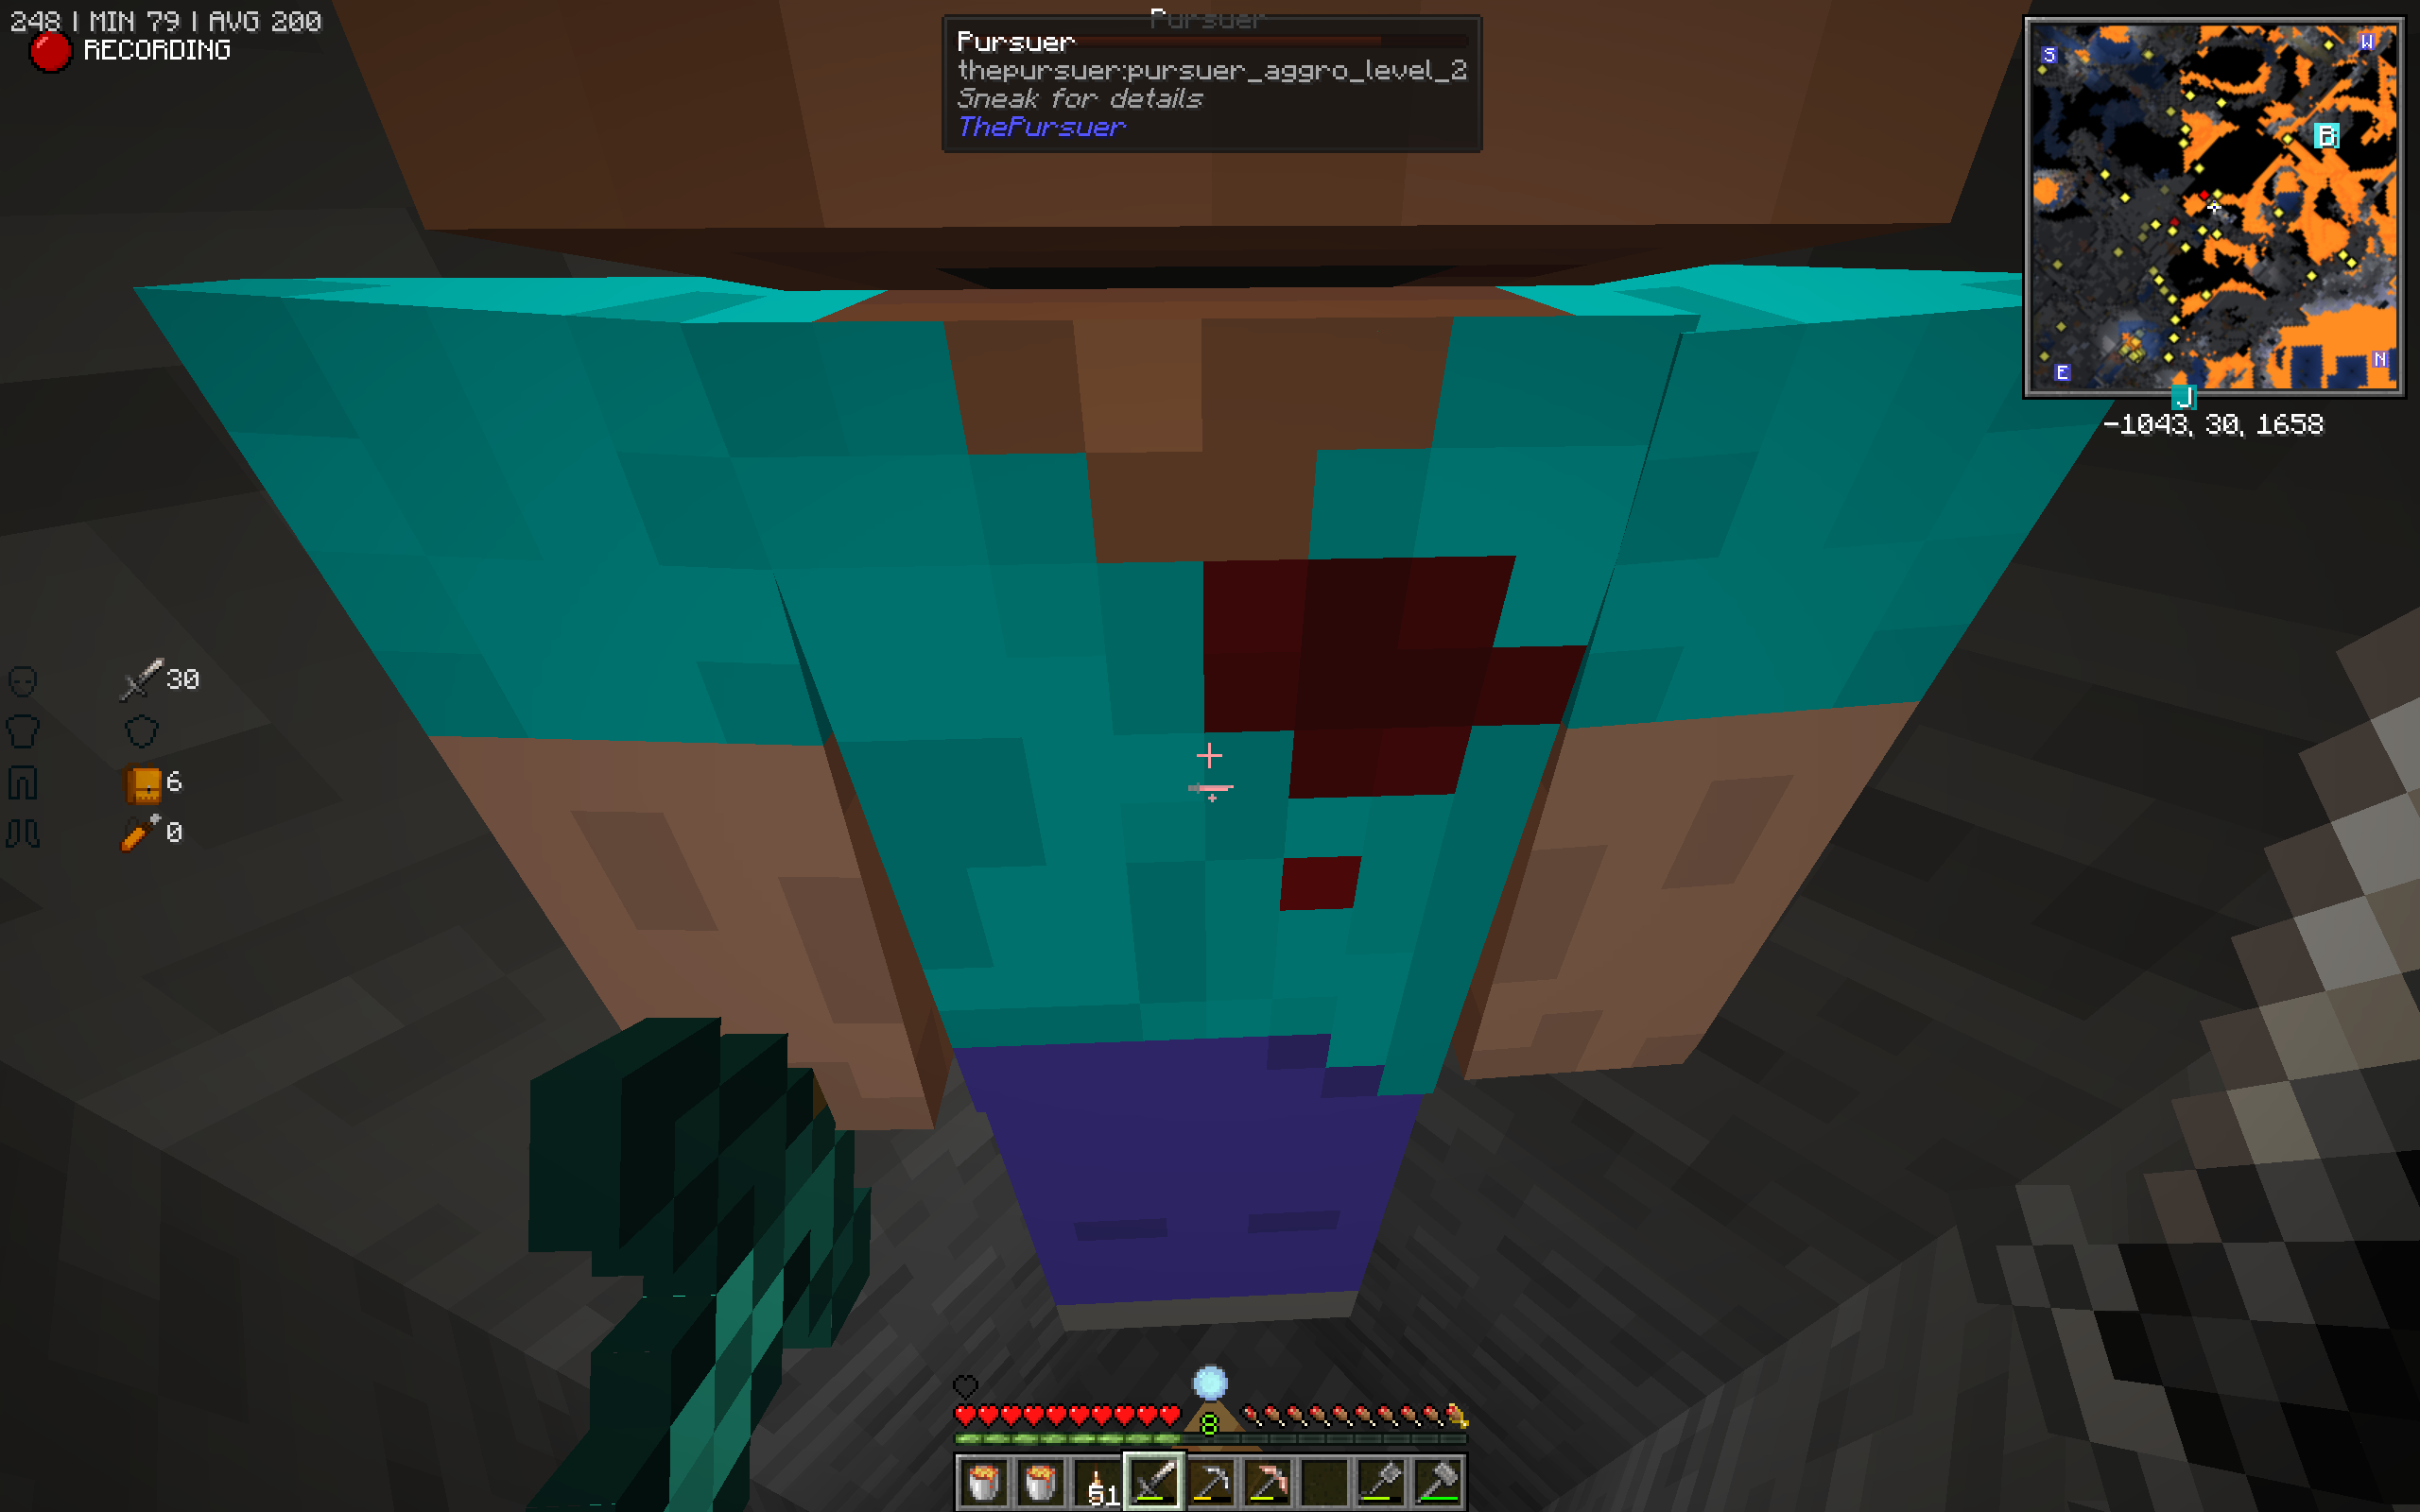 248 | MIN 79 | AVG 200
RECORDING
Pursuer
Pursuer
thepursuer:pursuer_aggro_level_2
Sneak for details
ThePursuer
S
W
E
N
J
-1043, 30, 1658
30
6
0
8
51